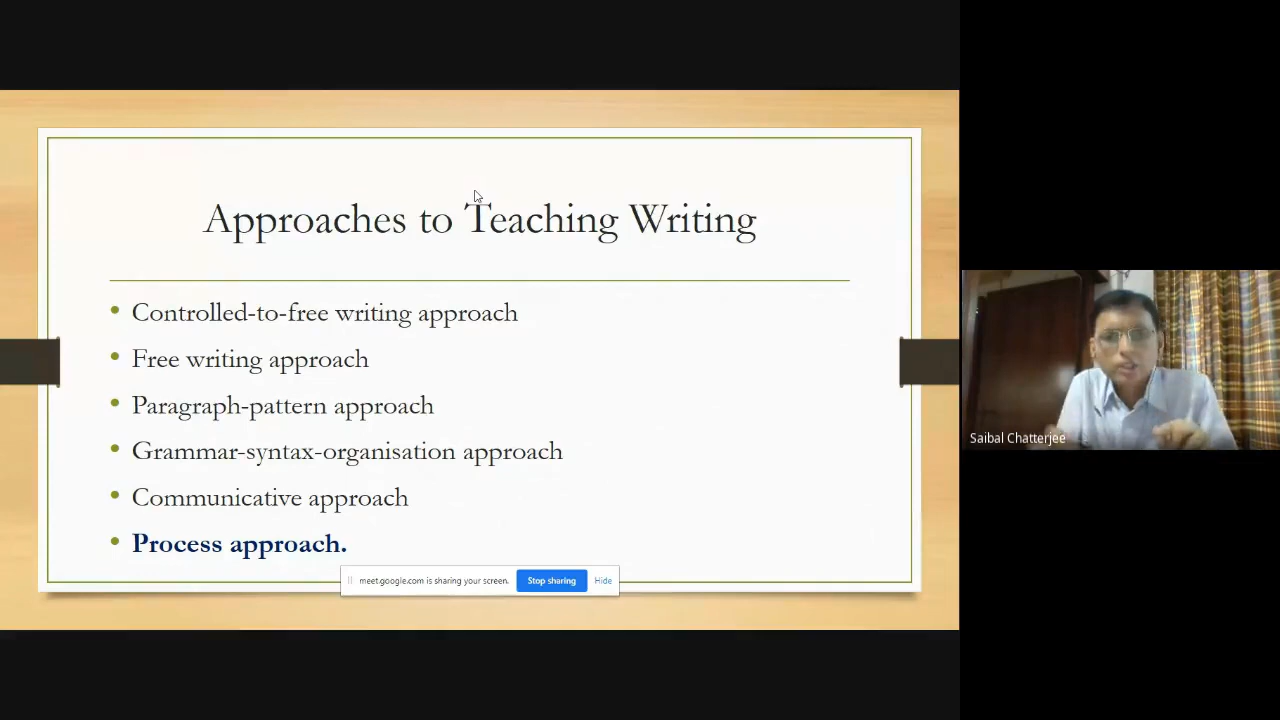 Approaches to Teaching Writing
• Controlled-to-free writing approach
• Free writing approach
• Paragraph-pattern approach
• Grammar-syntax-organisation approach
• Communicative approach
• Process approach.
meet.google.com is sharing your screen. Stop sharing Hide
Saibal Chatterjee